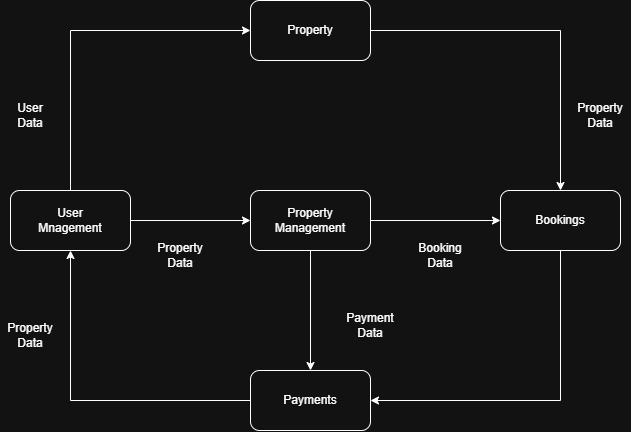 Property
User
Data
Property
Data
User
Mnagement
Property
Management
Bookings
Property
Data
Booking
Data
Property
Data
Payment
Data
Payments